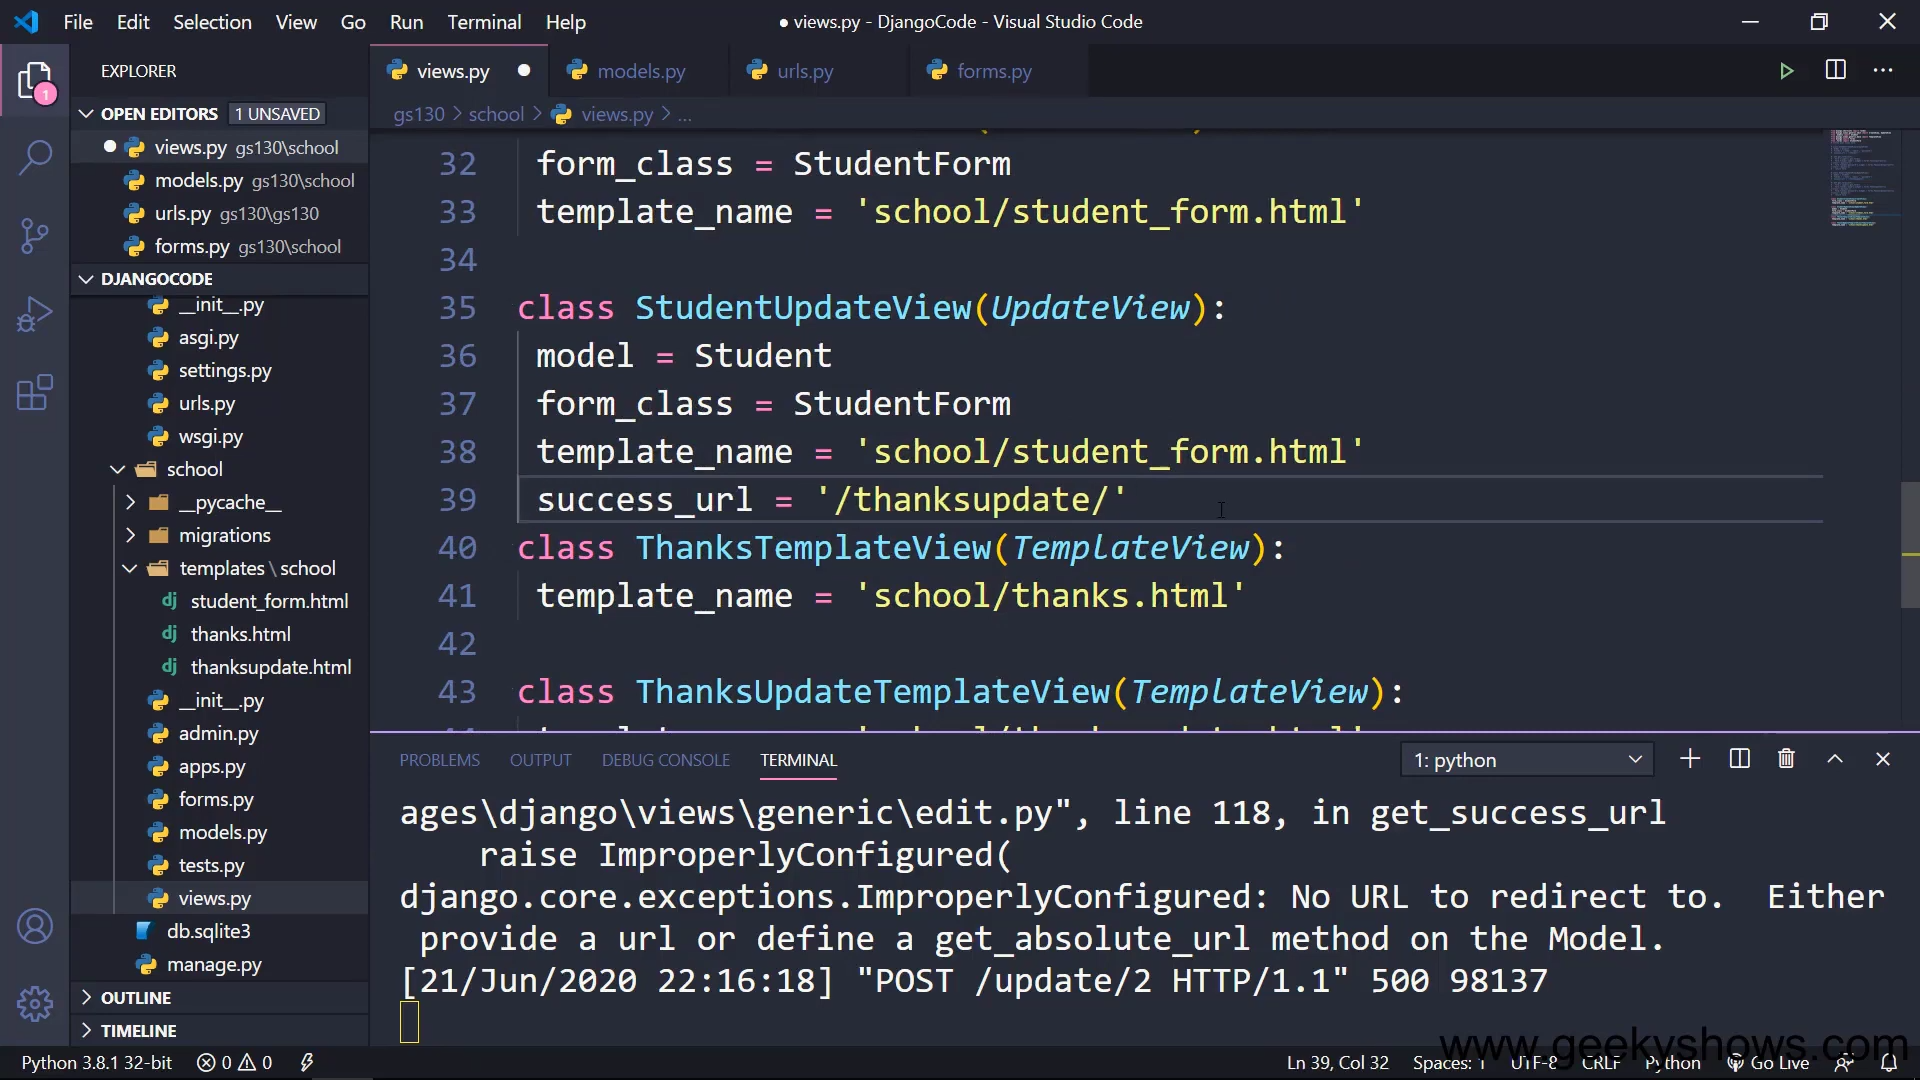 File Edit Selection View Go Run Terminal Help ● views.py - DjangoCode - Visual Studio Code
EXPLORER
1
OPEN EDITORS 1 UNSAVED
views.py gs130\school
models.py gs130\school
urls.py gs130\gs130
forms.py gs130\school
DJANGOCODE
__init__.py
asgi.py
settings.py
urls.py
wsgi.py
school
__pycache__
migrations
templates\school
dj student_form.html
dj thanks.html
dj thanksupdate.html
__init__.py
admin.py
apps.py
forms.py
models.py
tests.py
views.py
db.sqlite3
manage.py
OUTLINE
TIMELINE
views.py ● models.py urls.py forms.py
gs130 > school > views.py > ...
32 form_class = StudentForm
33 template_name = 'school/student_form.html'
34
35 class StudentUpdateView(UpdateView):
36 model = Student
37 form_class = StudentForm
38 template_name = 'school/student_form.html'
39 success_url = '/thanksupdate/'
40 class ThanksTemplateView(TemplateView):
41 template_name = 'school/thanks.html'
42
43 class ThanksUpdateTemplateView(TemplateView):
PROBLEMS OUTPUT DEBUG CONSOLE TERMINAL 1: python
ages\django\views\generic\edit.py", line 118, in get_success_url
raise ImproperlyConfigured(
django.core.exceptions.ImproperlyConfigured: No URL to redirect to.  Either
provide a url or define a get_absolute_url method on the Model.
[21/Jun/2020 22:16:18] "POST /update/2 HTTP/1.1" 500 98137
www.geekyshows.com
Python 3.8.1 32-bit 0 0 Ln 39, Col 32 Spaces: 1 UTF-8 CRLF Python Go Live